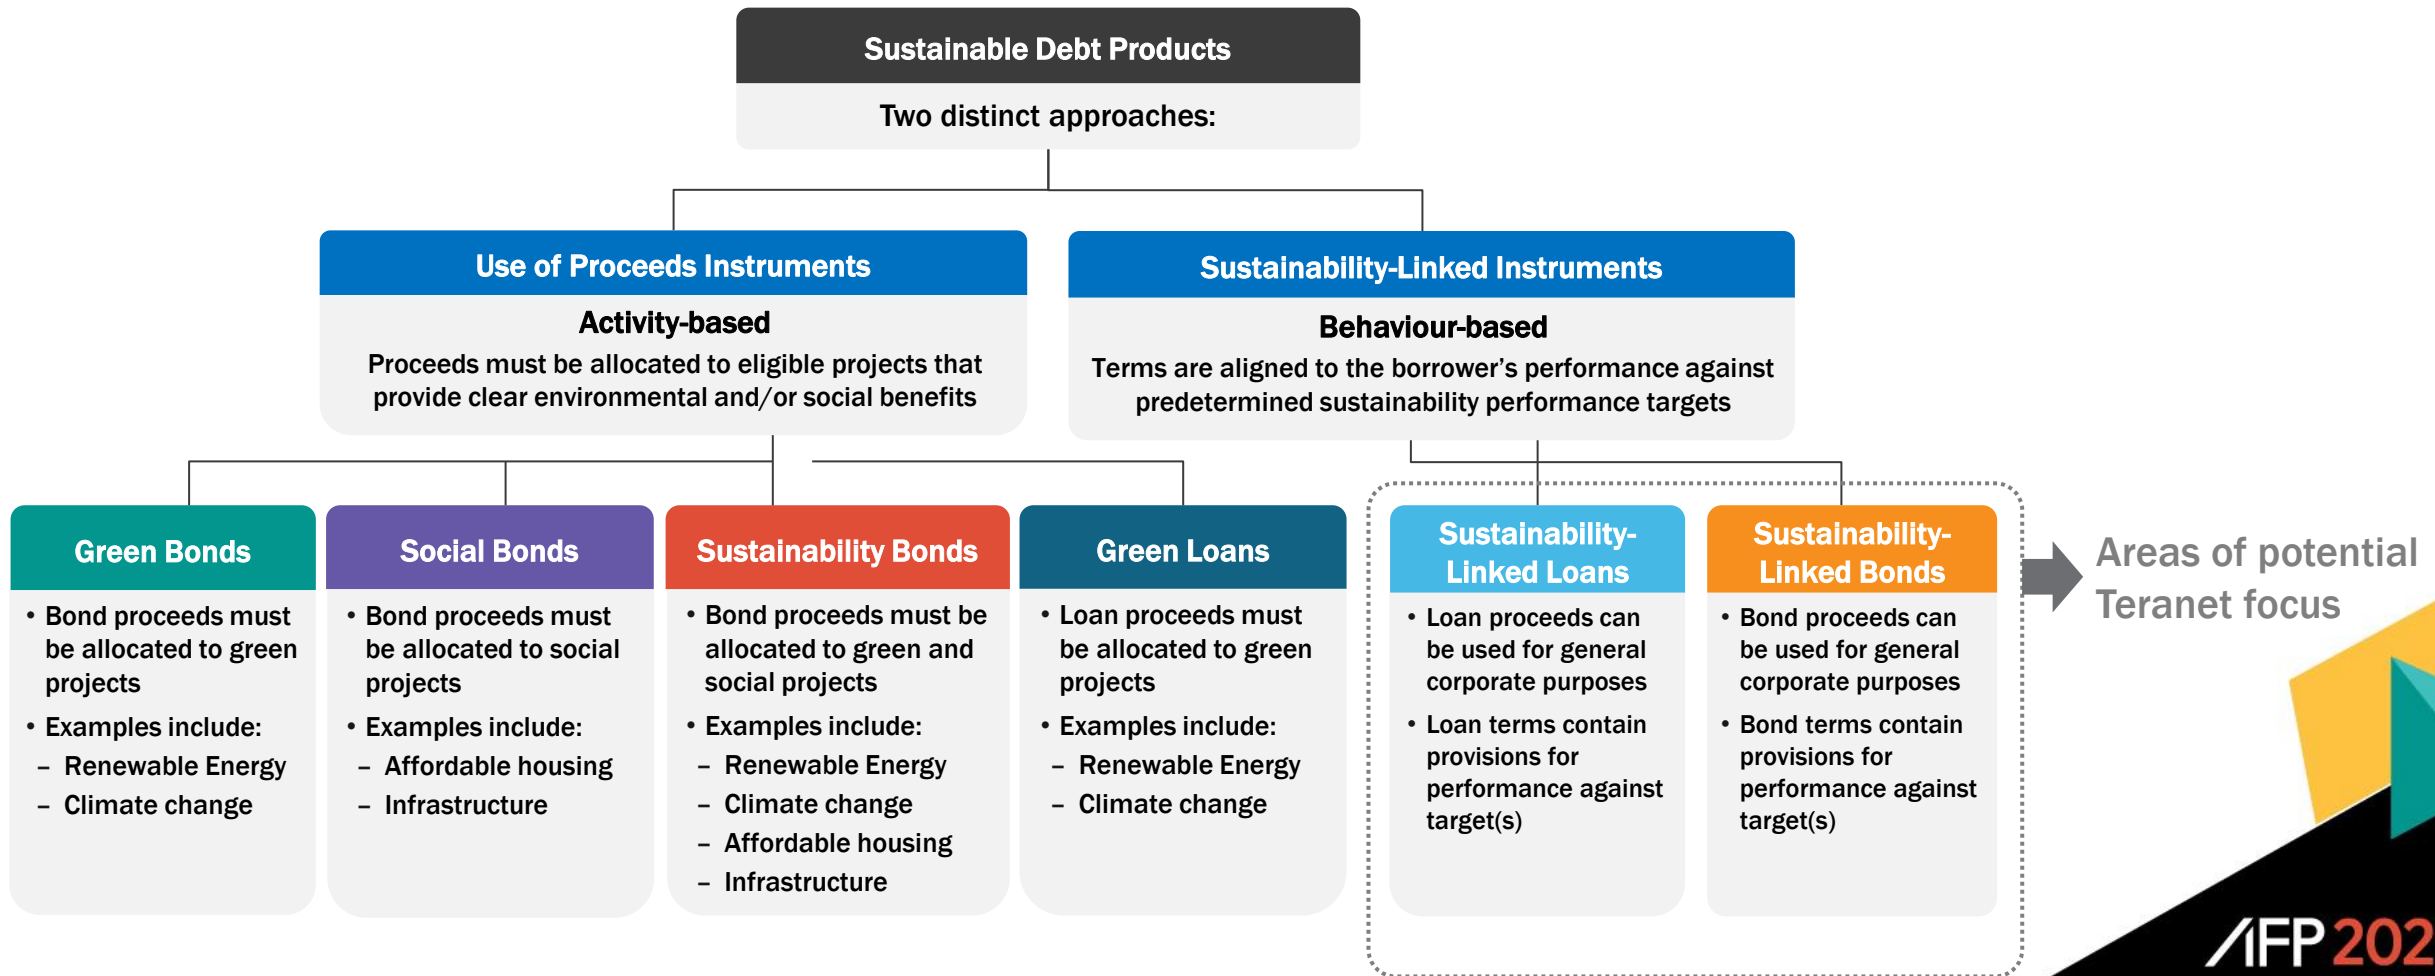 Sustainable Debt Products
Two distinct approaches:
Use of Proceeds Instruments
Activity-based
Proceeds must be allocated to eligible projects that
provide clear environmental and/or social benefits
Sustainability-Linked Instruments
Behaviour-based
Terms are aligned to the borrower's performance against
predetermined sustainability performance targets
Green Bonds
• Bond proceeds must
be allocated to green
projects
• Examples include:
– Renewable Energy
– Climate change
Social Bonds
• Bond proceeds must
be allocated to social
projects
• Examples include:
– Affordable housing
– Infrastructure
Sustainability Bonds
• Bond proceeds must be
allocated to green and
social projects
• Examples include:
– Renewable Energy
– Climate change
– Affordable housing
– Infrastructure
Green Loans
• Loan proceeds must
be allocated to green
projects
• Examples include:
– Renewable Energy
– Climate change
Sustainability-
Linked Loans
• Loan proceeds can
be used for general
corporate purposes
• Loan terms contain
provisions for
performance against
target(s)
Sustainability-
Linked Bonds
• Bond proceeds can
be used for general
corporate purposes
• Bond terms contain
provisions for
performance against
target(s)
Areas of potential
Teranet focus
AFP 202